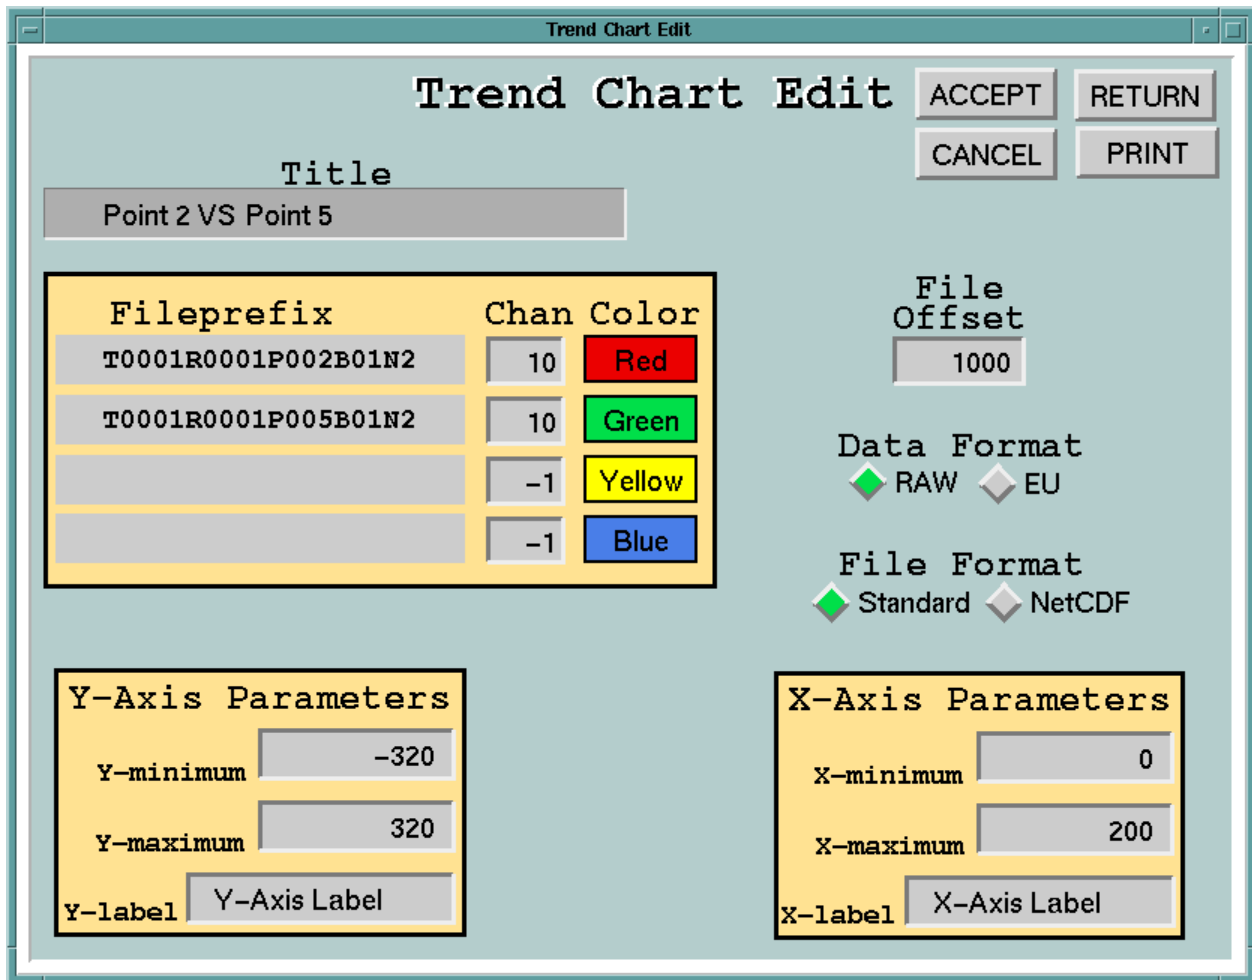 Trend Chart Edit
Trend Chart Edit
ACCEPT RETURN
CANCEL PRINT
Title
Point 2 VS Point 5
Fileprefix Chan Color
T0001R0001P002B01N2 10 Red
T0001R0001P005B01N2 10 Green
-1 Yellow
-1 Blue
File
Offset
1000
Data Format
RAW EU
File Format
Standard NetCDF
Y-Axis Parameters
Y-minimum -320
Y-maximum 320
Y-label Y-Axis Label
X-Axis Parameters
X-minimum 0
X-maximum 200
X-label X-Axis Label